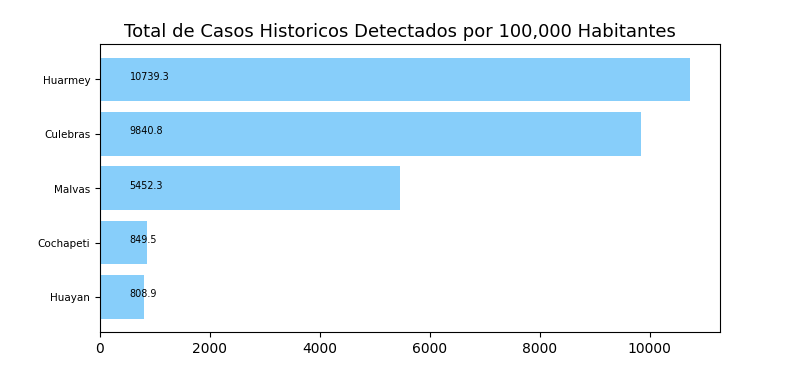 Total de Casos Historicos Detectados por 100,000 Habitantes
Huarmey 10739.3
Culebras 9840.8
Malvas 5452.3
Cochapeti 849.5
Huayan 808.9
0 2000 4000 6000 8000 10000